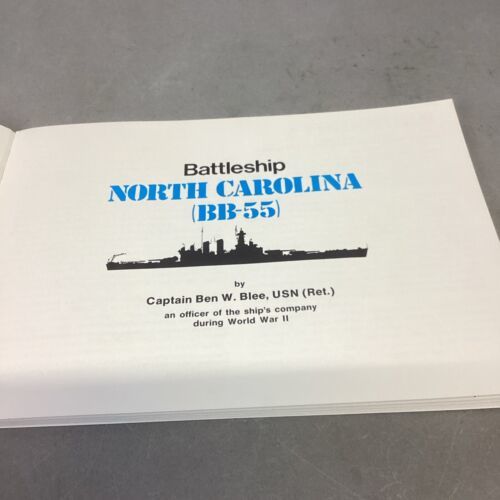 Battleship
NORTH CAROLINA
(BB-55)
by
Captain Ben W. Blee, USN (Ret.)
an officer of the ship's company
during World War II